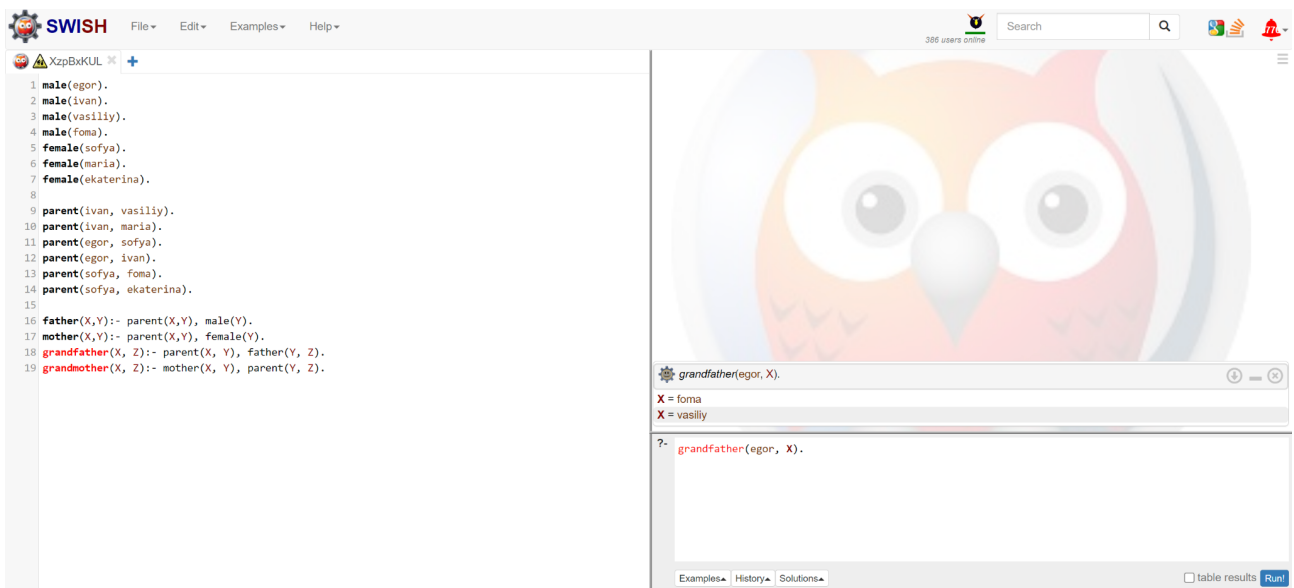 SWISH File Edit Examples Help 386 users online Search
XzpBxKUL
1 male(egor).
2 male(ivan).
3 male(vasiliy).
4 male(foma).
5 female(sofya).
6 female(maria).
7 female(ekaterina).
8
9 parent(ivan, vasiliy).
10 parent(ivan, maria).
11 parent(egor, sofya).
12 parent(egor, ivan).
13 parent(sofya, foma).
14 parent(sofya, ekaterina).
15
16 father(X,Y):- parent(X,Y), male(Y).
17 mother(X,Y):- parent(X,Y), female(Y).
18 grandfather(X, Z):- parent(X, Y), father(Y, Z).
19 grandmother(X, Z):- mother(X, Y), parent(Y, Z).
grandfather(egor, X).
X = foma
X = vasiliy
?- grandfather(egor, X).
Examples History Solutions table results Run!